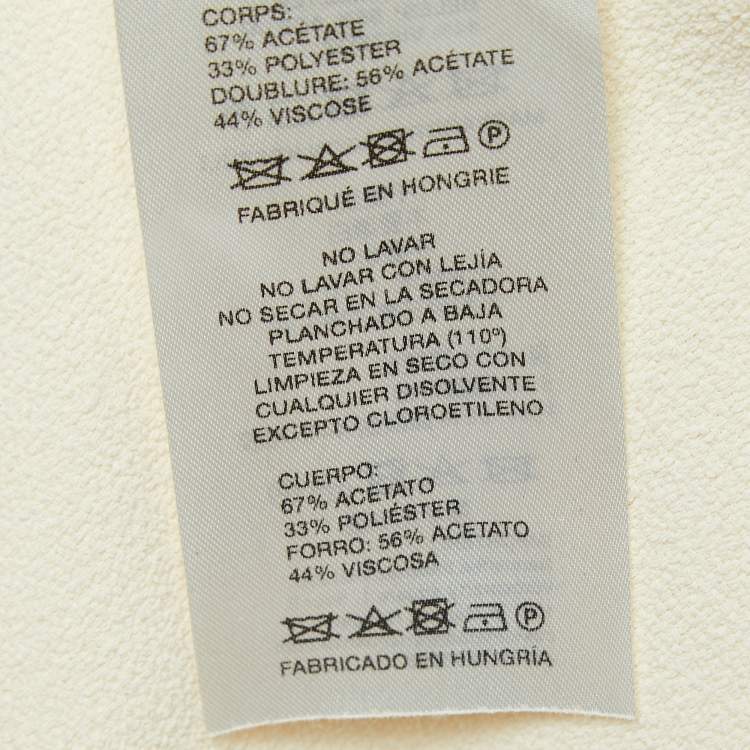 CORPS:
67% ACÉTATE
33% POLYESTER
DOUBLURE: 56% ACÉTATE
44% VISCOSE
P
FABRIQUÉ EN HONGRIE
NO LAVAR
NO LAVAR CON LEJÍA
NO SECAR EN LA SECADORA
PLANCHADO A BAJA
TEMPERATURA (110º)
LIMPIEZA EN SECO CON
CUALQUIER DISOLVENTE
EXCEPTO CLOROETILENO
CUERPO:
67% ACETATO
33% POLIÉSTER
FORRO: 56% ACETATO
44% VISCOSA
P
FABRICADO EN HUNGRÍA